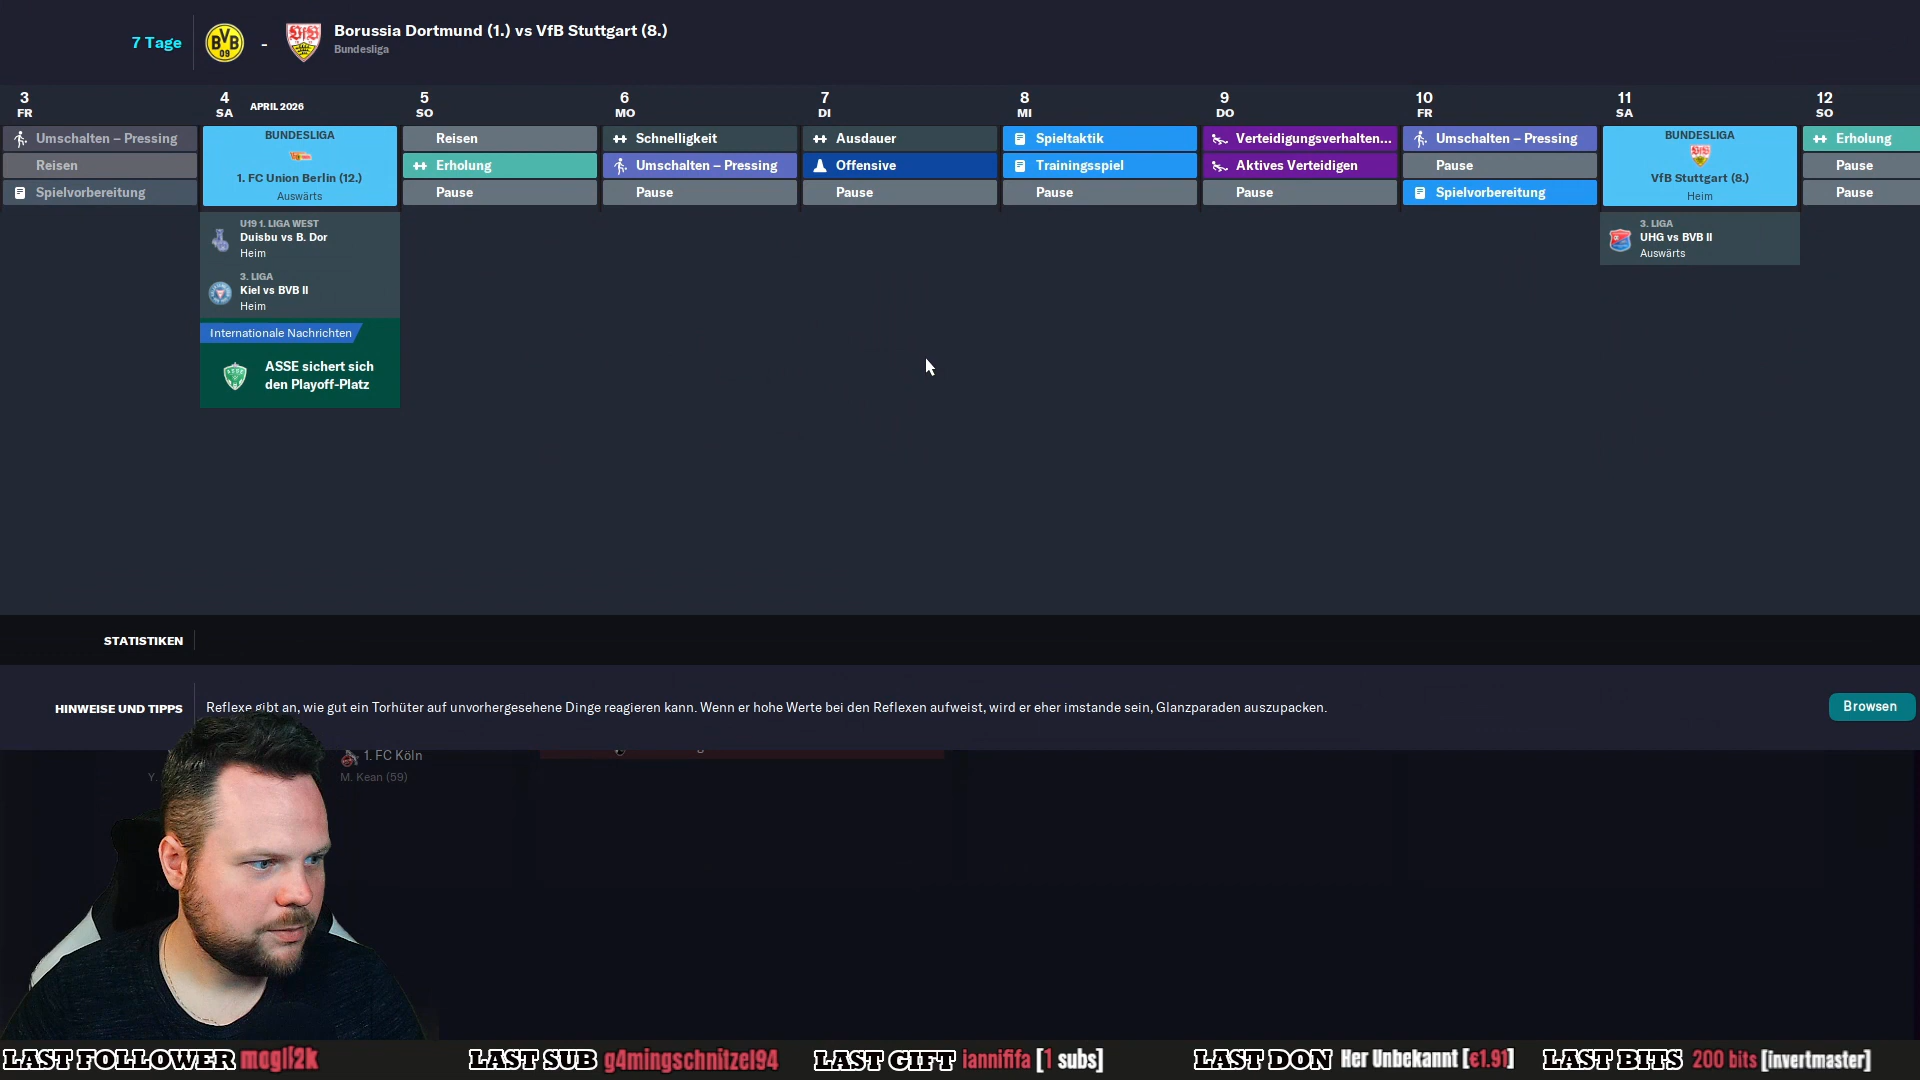 7 Tage
BVB
09
-
VfB
Borussia Dortmund (1.) vs VfB Stuttgart (8.)
Bundesliga
3
FR
4
SA
APRIL 2026
5
SO
6
MO
7
DI
8
MI
9
DO
10
FR
11
SA
12
SO
Umschalten – Pressing
Reisen
Spielvorbereitung
BUNDESLIGA
1. FC Union Berlin (12.)
Auswärts
Reisen
Erholung
Pause
Schnelligkeit
Umschalten – Pressing
Pause
Ausdauer
Offensive
Pause
Spieltaktik
Trainingsspiel
Pause
Verteidigungsverhalten...
Aktives Verteidigen
Pause
Umschalten – Pressing
Pause
Spielvorbereitung
BUNDESLIGA
VfB Stuttgart (8.)
Heim
Erholung
Pause
Pause
U19 1. LIGA WEST
Duisbu vs B. Dor
Heim
3. LIGA
Kiel vs BVB II
Heim
Internationale Nachrichten
ASSE sichert sich
den Playoff-Platz
3. LIGA
UHG vs BVB II
Auswärts
STATISTIKEN
HINWEISE UND TIPPS
Reflexe gibt an, wie gut ein Torhüter auf unvorhergesehene Dinge reagieren kann. Wenn er hohe Werte bei den Reflexen aufweist, wird er eher imstande sein, Glanzparaden auszupacken.
Browsen
1. FC Köln
Y.
M. Kean (59)
LAST FOLLOWER mogli2k
LAST SUB g4mingschnitzel94
LAST GIFT iannififa [1 subs]
LAST DON Her Unbekannt [€1.91]
LAST BITS 200 bits [invertmaster]